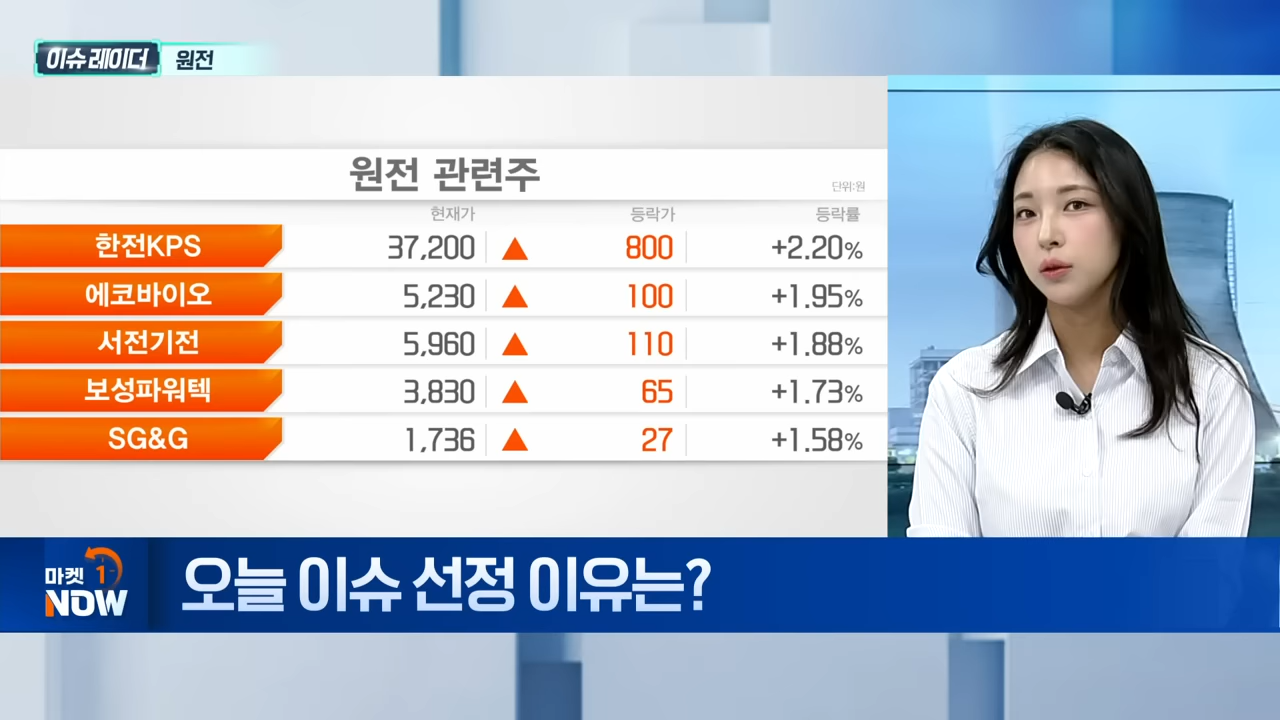 이슈 레이더 원전
원전 관련주
단위:원
현재가 등락가 등락률
한전KPS 37,200 ▲ 800 +2.20%
에코바이오 5,230 ▲ 100 +1.95%
서전기전 5,960 ▲ 110 +1.88%
보성파워텍 3,830 ▲ 65 +1.73%
SG&G 1,736 ▲ 27 +1.58%
마켓 1
NOW
오늘 이슈 선정 이유는?